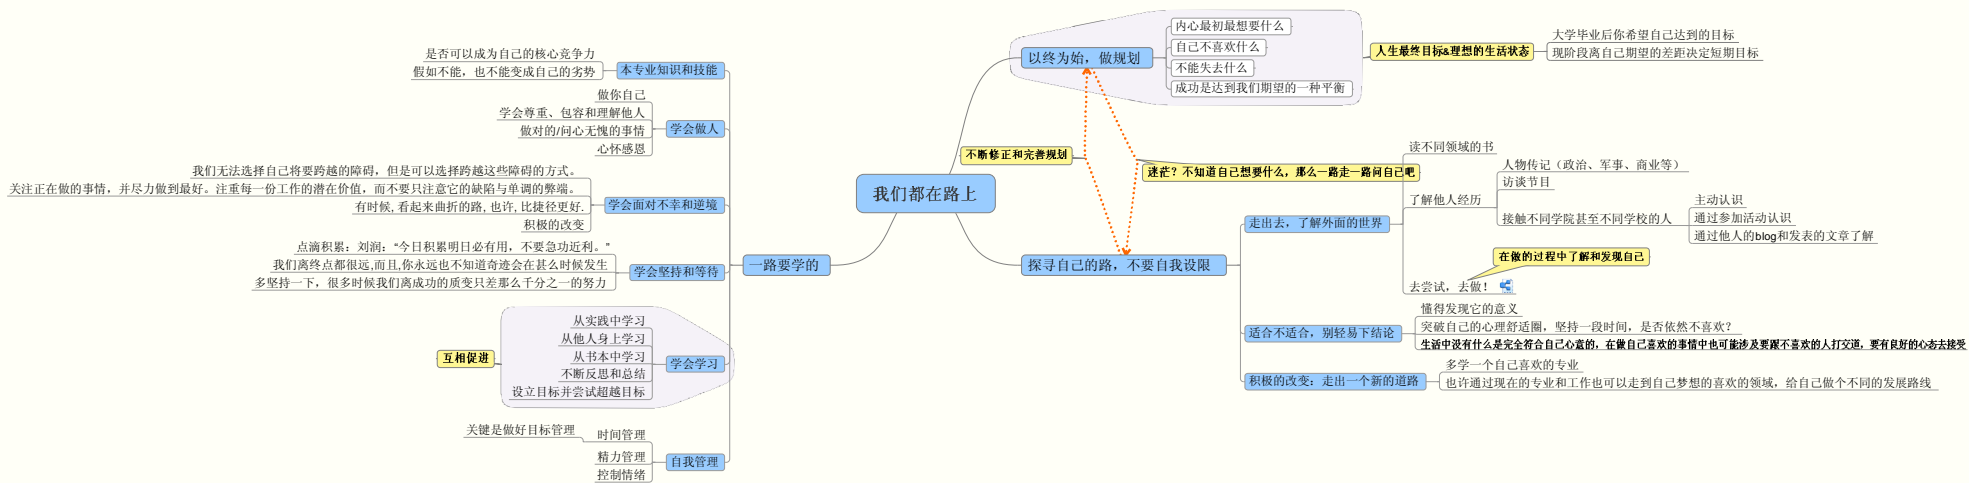 我们都在路上
以终为始，做规划
内心最初最想要什么
自己不喜欢什么
不能失去什么
成功是达到我们期望的一种平衡
人生最终目标&理想的生活状态
大学毕业后你希望自己达到的目标
现阶段离自己期望的差距决定短期目标
不断修正和完善规划
迷茫？不知道自己想要什么，那么一路走一路问自己吧
探寻自己的路，不要自我设限
走出去，了解外面的世界
读不同领域的书
了解他人经历
人物传记（政治、军事、商业等）
访谈节目
接触不同学院甚至不同学校的人
主动认识
通过参加活动认识
通过他人的blog和发表的文章了解
在做的过程中了解和发现自己
去尝试，去做！
适合不适合，别轻易下结论
懂得发现它的意义
突破自己的心理舒适圈，坚持一段时间，是否依然不喜欢？
生活中没有什么是完全符合自己心意的，在做自己喜欢的事情中也可能涉及要跟不喜欢的人打交道，要有良好的心态去接受
积极的改变：走出一个新的道路
多学一个自己喜欢的专业
也许通过现在的专业和工作也可以走到自己梦想的喜欢的领域，给自己做个不同的发展路线
一路要学的
本专业知识和技能
是否可以成为自己的核心竞争力
假如不能，也不能变成自己的劣势
学会做人
做你自己
学会尊重、包容和理解他人
做对的/问心无愧的事情
心怀感恩
学会面对不幸和逆境
我们无法选择自己将要跨越的障碍，但是可以选择跨越这些障碍的方式。
关注正在做的事情，并尽力做到最好。注重每一份工作的潜在价值，而不要只注意它的缺陷与单调的弊端。
有时候, 看起来曲折的路, 也许, 比捷径更好.
积极的改变
学会坚持和等待
点滴积累：刘润：“今日积累明日必有用，不要急功近利。”
我们离终点都很远,而且,你永远也不知道奇迹会在甚么时候发生
多坚持一下，很多时候我们离成功的质变只差那么千分之一的努力
学会学习
从实践中学习
从他人身上学习
从书本中学习
不断反思和总结
设立目标并尝试超越目标
互相促进
自我管理
时间管理
关键是做好目标管理
精力管理
控制情绪